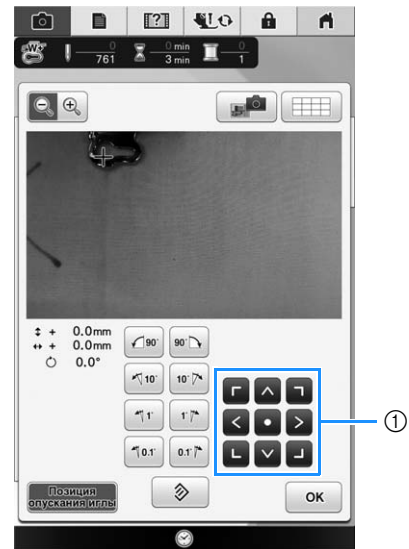 [?]
W+
0
761
0 min
3 min
0
1
+ 0.0mm
+ 0.0mm
0.0°
90°
90°
10°
10°
1°
1°
0.1°
0.1°
Позиция
опускания иглы
OK
1